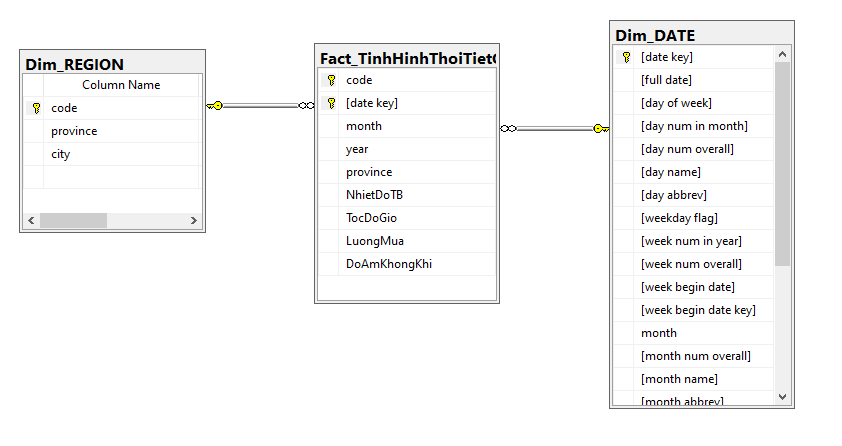 Dim_REGION
Column Name
code
province
city
Fact_TinhHinhThoiTiet
code
[date key]
month
year
province
NhietDoTB
TocDoGio
LuongMua
DoAmKhongKhi
Dim_DATE
[date key]
[full date]
[day of week]
[day num in month]
[day num overall]
[day name]
[day abbrev]
[weekday flag]
[week num in year]
[week num overall]
[week begin date]
[week begin date key]
month
[month num overall]
[month name]
[month abbrev]